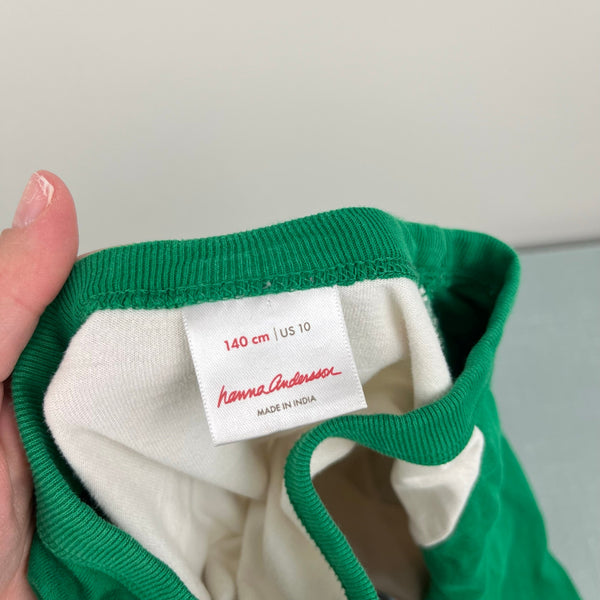 140 cm | US 10
hanna andersson
MADE IN INDIA